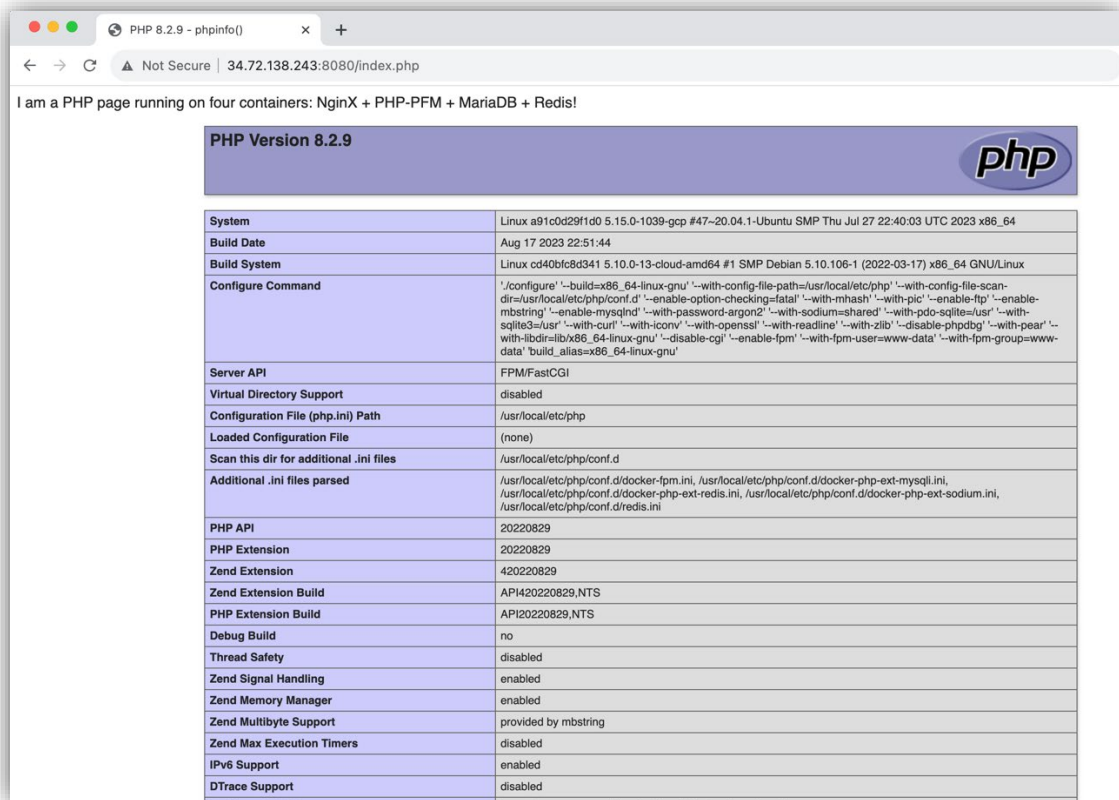 PHP 8.2.9 - phpinfo()
Not Secure | 34.72.138.243:8080/index.php
I am a PHP page running on four containers: NginX + PHP-PFM + MariaDB + Redis!
PHP Version 8.2.9
php
System Linux a91c0d29f1d0 5.15.0-1039-gcp #47~20.04.1-Ubuntu SMP Thu Jul 27 22:40:03 UTC 2023 x86_64
Build Date Aug 17 2023 22:51:44
Build System Linux cd40bfc8d341 5.10.0-13-cloud-amd64 #1 SMP Debian 5.10.106-1 (2022-03-17) x86_64 GNU/Linux
Configure Command './configure' '--build=x86_64-linux-gnu' '--with-config-file-path=/usr/local/etc/php' '--with-config-file-scan-
dir=/usr/local/etc/php/conf.d' '--enable-option-checking=fatal' '--with-mhash' '--with-pic' '--enable-ftp' '--enable-
mbstring' '--enable-mysqlnd' '--with-password-argon2' '--with-sodium=shared' '--with-pdo-sqlite=/usr' '--with-
sqlite3=/usr' '--with-curl' '--with-iconv' '--with-openssl' '--with-readline' '--with-zlib' '--disable-phpdbg' '--with-pear' '--
with-libdir=lib/x86_64-linux-gnu' '--disable-cgi' '--enable-fpm' '--with-fpm-user=www-data' '--with-fpm-group=www-
data' 'build_alias=x86_64-linux-gnu'
Server API FPM/FastCGI
Virtual Directory Support disabled
Configuration File (php.ini) Path /usr/local/etc/php
Loaded Configuration File (none)
Scan this dir for additional .ini files /usr/local/etc/php/conf.d
Additional .ini files parsed /usr/local/etc/php/conf.d/docker-fpm.ini, /usr/local/etc/php/conf.d/docker-php-ext-mysqli.ini,
/usr/local/etc/php/conf.d/docker-php-ext-redis.ini, /usr/local/etc/php/conf.d/docker-php-ext-sodium.ini,
/usr/local/etc/php/conf.d/redis.ini
PHP API 20220829
PHP Extension 20220829
Zend Extension 420220829
Zend Extension Build API420220829,NTS
PHP Extension Build API20220829,NTS
Debug Build no
Thread Safety disabled
Zend Signal Handling enabled
Zend Memory Manager enabled
Zend Multibyte Support provided by mbstring
Zend Max Execution Timers disabled
IPv6 Support enabled
DTrace Support disabled